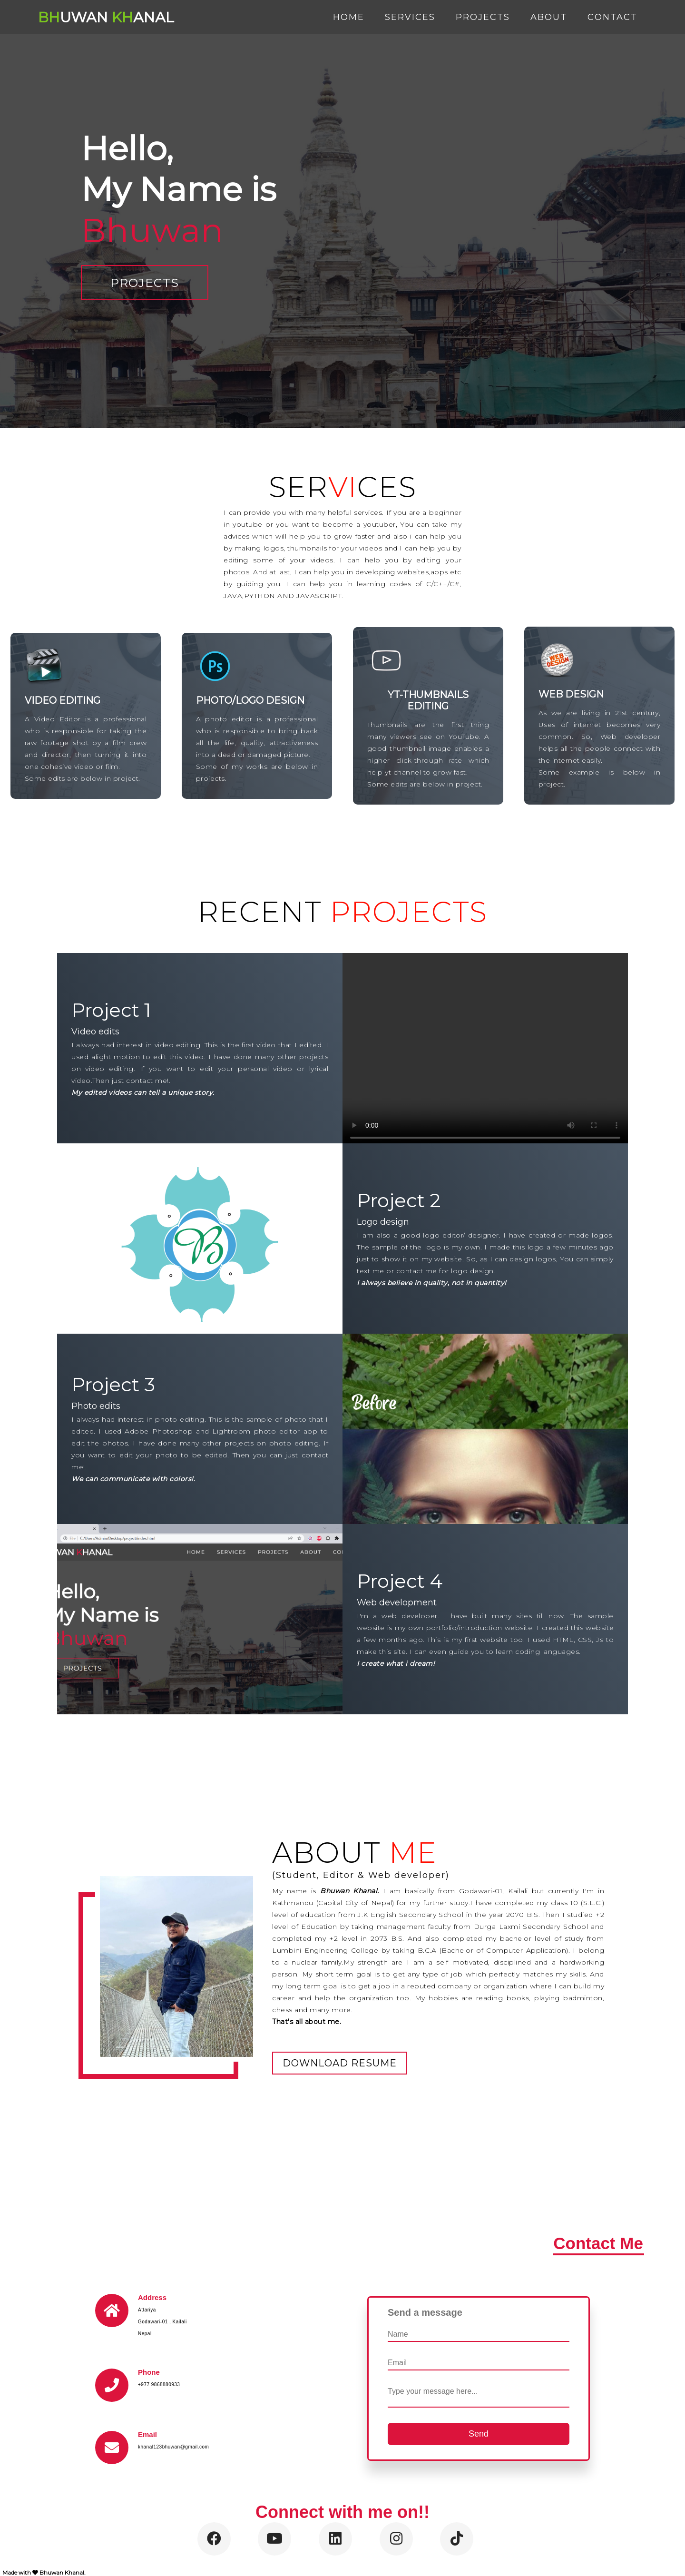 BHUWAN KHANAL
HOME SERVICES PROJECTS ABOUT CONTACT
Hello,
My Name is
Bhuwan
PROJECTS
SERVICES
I can provide you with many helpful services. If you are a beginner
in youtube or you want to become a youtuber, You can take my
advices which will help you to grow faster and also i can help you
by making logos, thumbnails for your videos and I can help you by
editing some of your videos. I can help you by editing your
photos. And at last, I can help you in developing websites,apps etc
by guiding you. I can help you in learning codes of C/C++/C#,
JAVA,PYTHON AND JAVASCRIPT.
VIDEO EDITING
A Video Editor is a professional
who is responsible for taking the
raw footage shot by a film crew
and director, then turning it into
one cohesive video or film.
Some edits are below in project.
Ps
PHOTO/LOGO DESIGN
A photo editor is a professional
who is responsible to bring back
all the life, quality, attractiveness
into a dead or damaged picture.
Some of my works are below in
projects.
YT-THUMBNAILS
EDITING
Thumbnails are the first thing
many viewers see on YouTube. A
good thumbnail image enables a
higher click-through rate which
help yt channel to grow fast.
Some edits are below in project.
WEB DESIGN
WEB DESIGN
As we are living in 21st century,
Uses of internet becomes very
common. So, Web developer
helps all the people connect with
the internet easily.
Some example is below in
project.
RECENT PROJECTS
Project 1
Video edits
I always had interest in video editing. This is the first video that I edited. I
used alight motion to edit this video. I have done many other projects
on video editing. If you want to edit your personal video or lyrical
video.Then just contact me!.
My edited videos can tell a unique story.
0:00
B
Project 2
Logo design
I am also a good logo editor/ designer. I have created or made logos.
The sample of the logo is my own. I made this logo a few minutes ago
just to show it on my website. So, as I can design logos, You can simply
text me or contact me for logo design.
I always believe in quality, not in quantity!
Project 3
Photo edits
I always had interest in photo editing. This is the sample of photo that I
edited. I used Adobe Photoshop and Lightroom photo editor app to
edit the photos. I have done many other projects on photo editing. If
you want to edit your photo to be edited. Then you can just contact
me!.
We can communicate with colors!.
Before
WAN KHANAL
HOME SERVICES PROJECTS ABOUT CO
Hello,
My Name is
Bhuwan
PROJECTS
Project 4
Web development
I'm a web developer. I have built many sites till now. The sample
website is my own portfolio/introduction website. I created this website
a few months ago. This is my first website too. I used HTML, CSS, Js to
make this site. I can even guide you to learn coding languages.
I create what i dream!
ABOUT ME
(Student, Editor & Web developer)
My name is Bhuwan Khanal. I am basically from Godawari-01, Kailali but currently I'm in
Kathmandu (Capital City of Nepal) for my further study.I have completed my class 10 (S.L.C.)
level of education from J.K English Secondary School in the year 2070 B.S. Then I studied +2
level of Education by taking management faculty from Durga Laxmi Secondary School and
completed my +2 level in 2073 B.S. And also completed my bachelor level of study from
Lumbini Engineering College by taking B.C.A (Bachelor of Computer Application). I belong
to a nuclear family.My strength are I am a self motivated, disciplined and a hardworking
person. My short term goal is to get any type of job which perfectly matches my skills. And
my long term goal is to get a job in a reputed company or organization where I can build my
career and help the organization too. My hobbies are reading books, playing badminton,
chess and many more.
That's all about me.
DOWNLOAD RESUME
Contact Me
Address
Attariya
Godawari-01 , Kailali
Nepal
Phone
+977 9868880933
Email
khanal123bhuwan@gmail.com
Send a message
Name
Email
Type your message here...
Send
Connect with me on!!
Made with ❤ Bhuwan Khanal.